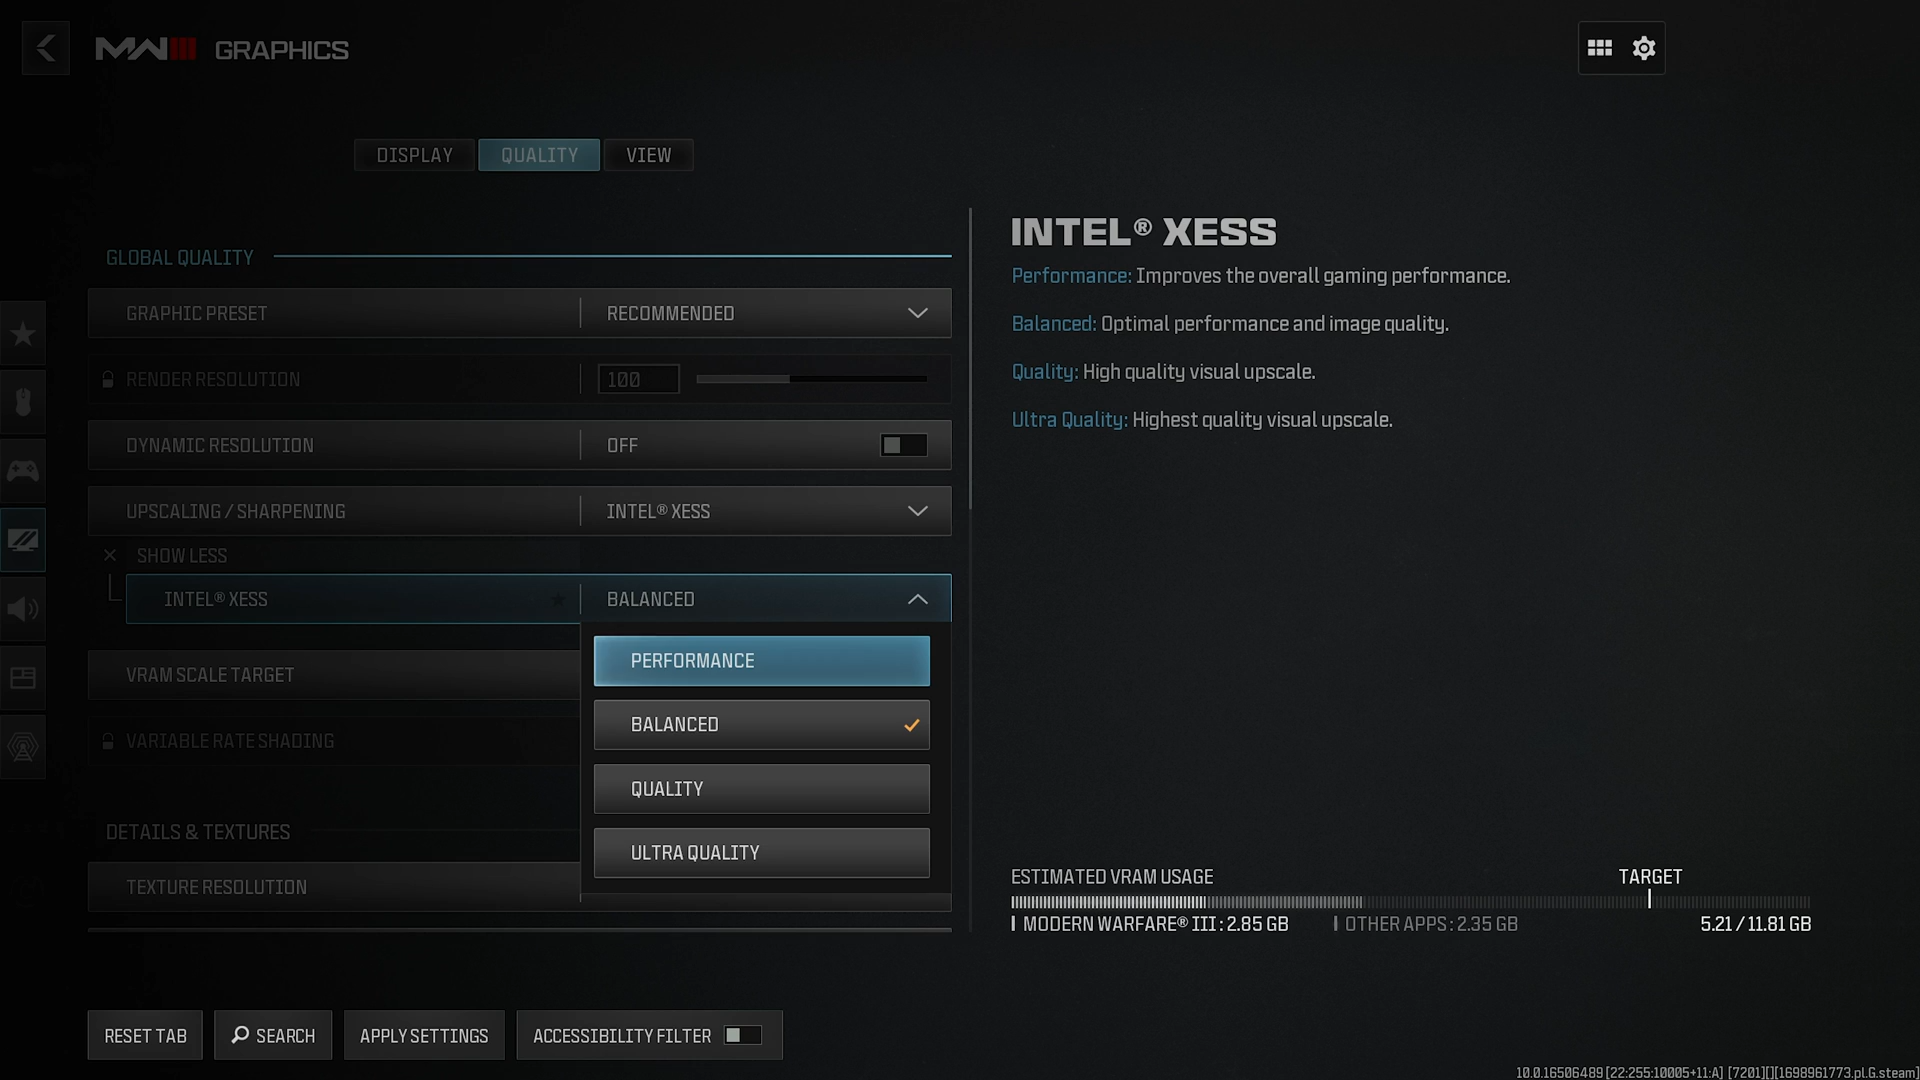 MWIII GRAPHICS
DISPLAY QUALITY VIEW
GLOBAL QUALITY
GRAPHIC PRESET RECOMMENDED
RENDER RESOLUTION 100
DYNAMIC RESOLUTION OFF
UPSCALING / SHARPENING INTEL® XESS
SHOW LESS
INTEL® XESS BALANCED
PERFORMANCE
VRAM SCALE TARGET
BALANCED
VARIABLE RATE SHADING
QUALITY
DETAILS & TEXTURES
ULTRA QUALITY
TEXTURE RESOLUTION
INTEL® XESS
Performance: Improves the overall gaming performance.
Balanced: Optimal performance and image quality.
Quality: High quality visual upscale.
Ultra Quality: Highest quality visual upscale.
ESTIMATED VRAM USAGE TARGET
MODERN WARFARE® III : 2.85 GB OTHER APPS : 2.35 GB 5.21 / 11.81 GB
RESET TAB SEARCH APPLY SETTINGS ACCESSIBILITY FILTER
10.0.16506489 [22:255:10005+11:A] [7201][][1698961773.pl.G.steam]